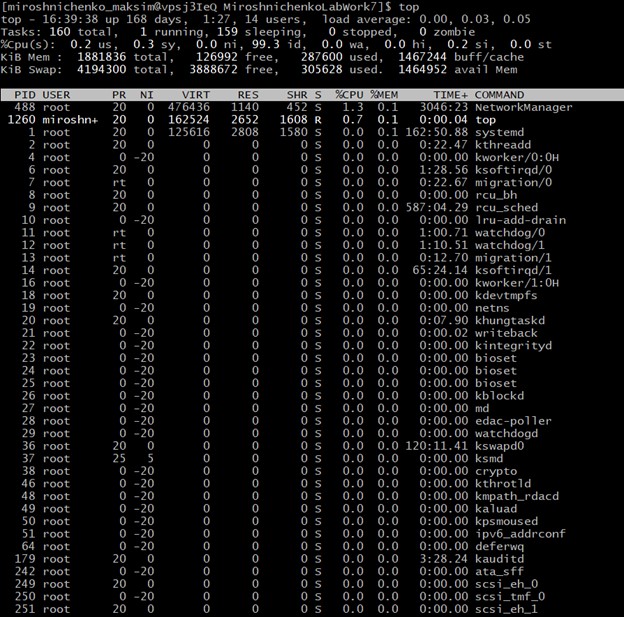 [miroshnichenko_maksim@vpsj3IeQ MiroshnichenkoLabWork7]$ top
top - 16:39:38 up 168 days,  1:27, 14 users,  load average: 0.00, 0.03, 0.05
Tasks: 160 total,   1 running, 159 sleeping,   0 stopped,   0 zombie
%Cpu(s):  0.2 us,  0.3 sy,  0.0 ni, 99.3 id,  0.0 wa,  0.0 hi,  0.2 si,  0.0 st
KiB Mem :  1881836 total,   126992 free,   287600 used,  1467244 buff/cache
KiB Swap:  4194300 total,  3888672 free,   305628 used.  1464952 avail Mem
PID USER PR NI VIRT RES SHR S %CPU %MEM TIME+ COMMAND
488 root 20 0 476436 1140 452 S 1.3 0.1 3046:23 NetworkManager
1260 miroshn+ 20 0 162524 2652 1608 R 0.7 0.1 0:00.04 top
1 root 20 0 125616 2808 1580 S 0.0 0.1 162:50.88 systemd
2 root 20 0 0 0 0 S 0.0 0.0 0:22.47 kthreadd
4 root 0 -20 0 0 0 S 0.0 0.0 0:00.00 kworker/0:0H
6 root 20 0 0 0 0 S 0.0 0.0 1:28.56 ksoftirqd/0
7 root rt 0 0 0 0 S 0.0 0.0 0:22.67 migration/0
8 root 20 0 0 0 0 S 0.0 0.0 0:00.00 rcu_bh
9 root 20 0 0 0 0 S 0.0 0.0 587:04.29 rcu_sched
10 root 0 -20 0 0 0 S 0.0 0.0 0:00.00 lru-add-drain
11 root rt 0 0 0 0 S 0.0 0.0 1:00.71 watchdog/0
12 root rt 0 0 0 0 S 0.0 0.0 1:10.51 watchdog/1
13 root rt 0 0 0 0 S 0.0 0.0 0:12.70 migration/1
14 root 20 0 0 0 0 S 0.0 0.0 65:24.14 ksoftirqd/1
16 root 0 -20 0 0 0 S 0.0 0.0 0:00.00 kworker/1:0H
18 root 20 0 0 0 0 S 0.0 0.0 0:00.00 kdevtmpfs
19 root 0 -20 0 0 0 S 0.0 0.0 0:00.00 netns
20 root 20 0 0 0 0 S 0.0 0.0 0:07.90 khungtaskd
21 root 0 -20 0 0 0 S 0.0 0.0 0:00.02 writeback
22 root 0 -20 0 0 0 S 0.0 0.0 0:00.00 kintegrityd
23 root 0 -20 0 0 0 S 0.0 0.0 0:00.00 bioset
24 root 0 -20 0 0 0 S 0.0 0.0 0:00.00 bioset
25 root 0 -20 0 0 0 S 0.0 0.0 0:00.00 bioset
26 root 0 -20 0 0 0 S 0.0 0.0 0:00.00 kblockd
27 root 0 -20 0 0 0 S 0.0 0.0 0:00.00 md
28 root 0 -20 0 0 0 S 0.0 0.0 0:00.00 edac-poller
29 root 0 -20 0 0 0 S 0.0 0.0 0:00.00 watchdogd
36 root 20 0 0 0 0 S 0.0 0.0 120:11.41 kswapd0
37 root 25 5 0 0 0 S 0.0 0.0 0:00.00 ksmd
38 root 0 -20 0 0 0 S 0.0 0.0 0:00.00 crypto
46 root 0 -20 0 0 0 S 0.0 0.0 0:00.00 kthrotld
48 root 0 -20 0 0 0 S 0.0 0.0 0:00.00 kmpath_rdacd
49 root 0 -20 0 0 0 S 0.0 0.0 0:00.00 kaluad
50 root 0 -20 0 0 0 S 0.0 0.0 0:00.00 kpsmoused
51 root 0 -20 0 0 0 S 0.0 0.0 0:00.00 ipv6_addrconf
64 root 0 -20 0 0 0 S 0.0 0.0 0:00.00 deferwq
179 root 20 0 0 0 0 S 0.0 0.0 3:28.24 kauditd
242 root 0 -20 0 0 0 S 0.0 0.0 0:00.00 ata_sff
249 root 20 0 0 0 0 S 0.0 0.0 0:00.00 scsi_eh_0
250 root 0 -20 0 0 0 S 0.0 0.0 0:00.00 scsi_tmf_0
251 root 20 0 0 0 0 S 0.0 0.0 0:00.00 scsi_eh_1